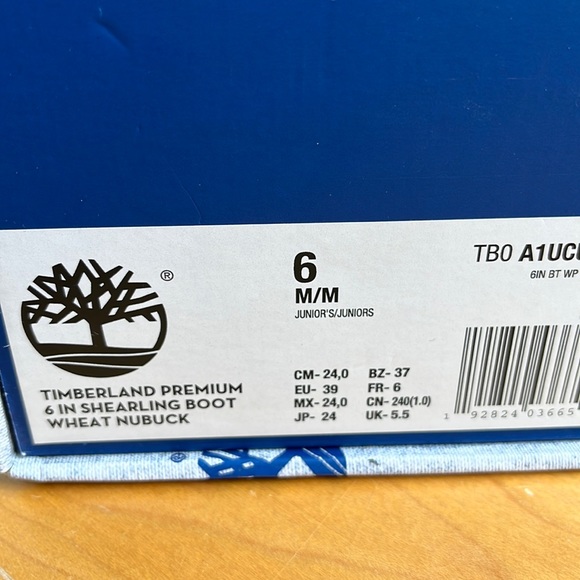 6
M/M
JUNIOR'S/JUNIORS
TB0 A1UCU
6IN BT WP
®
TIMBERLAND PREMIUM
6 IN SHEARLING BOOT
WHEAT NUBUCK
CM- 24,0 BZ- 37
EU- 39 FR- 6
MX- 24,0 CN- 240(1.0)
JP- 24 UK- 5.5
1 92824 03665
®